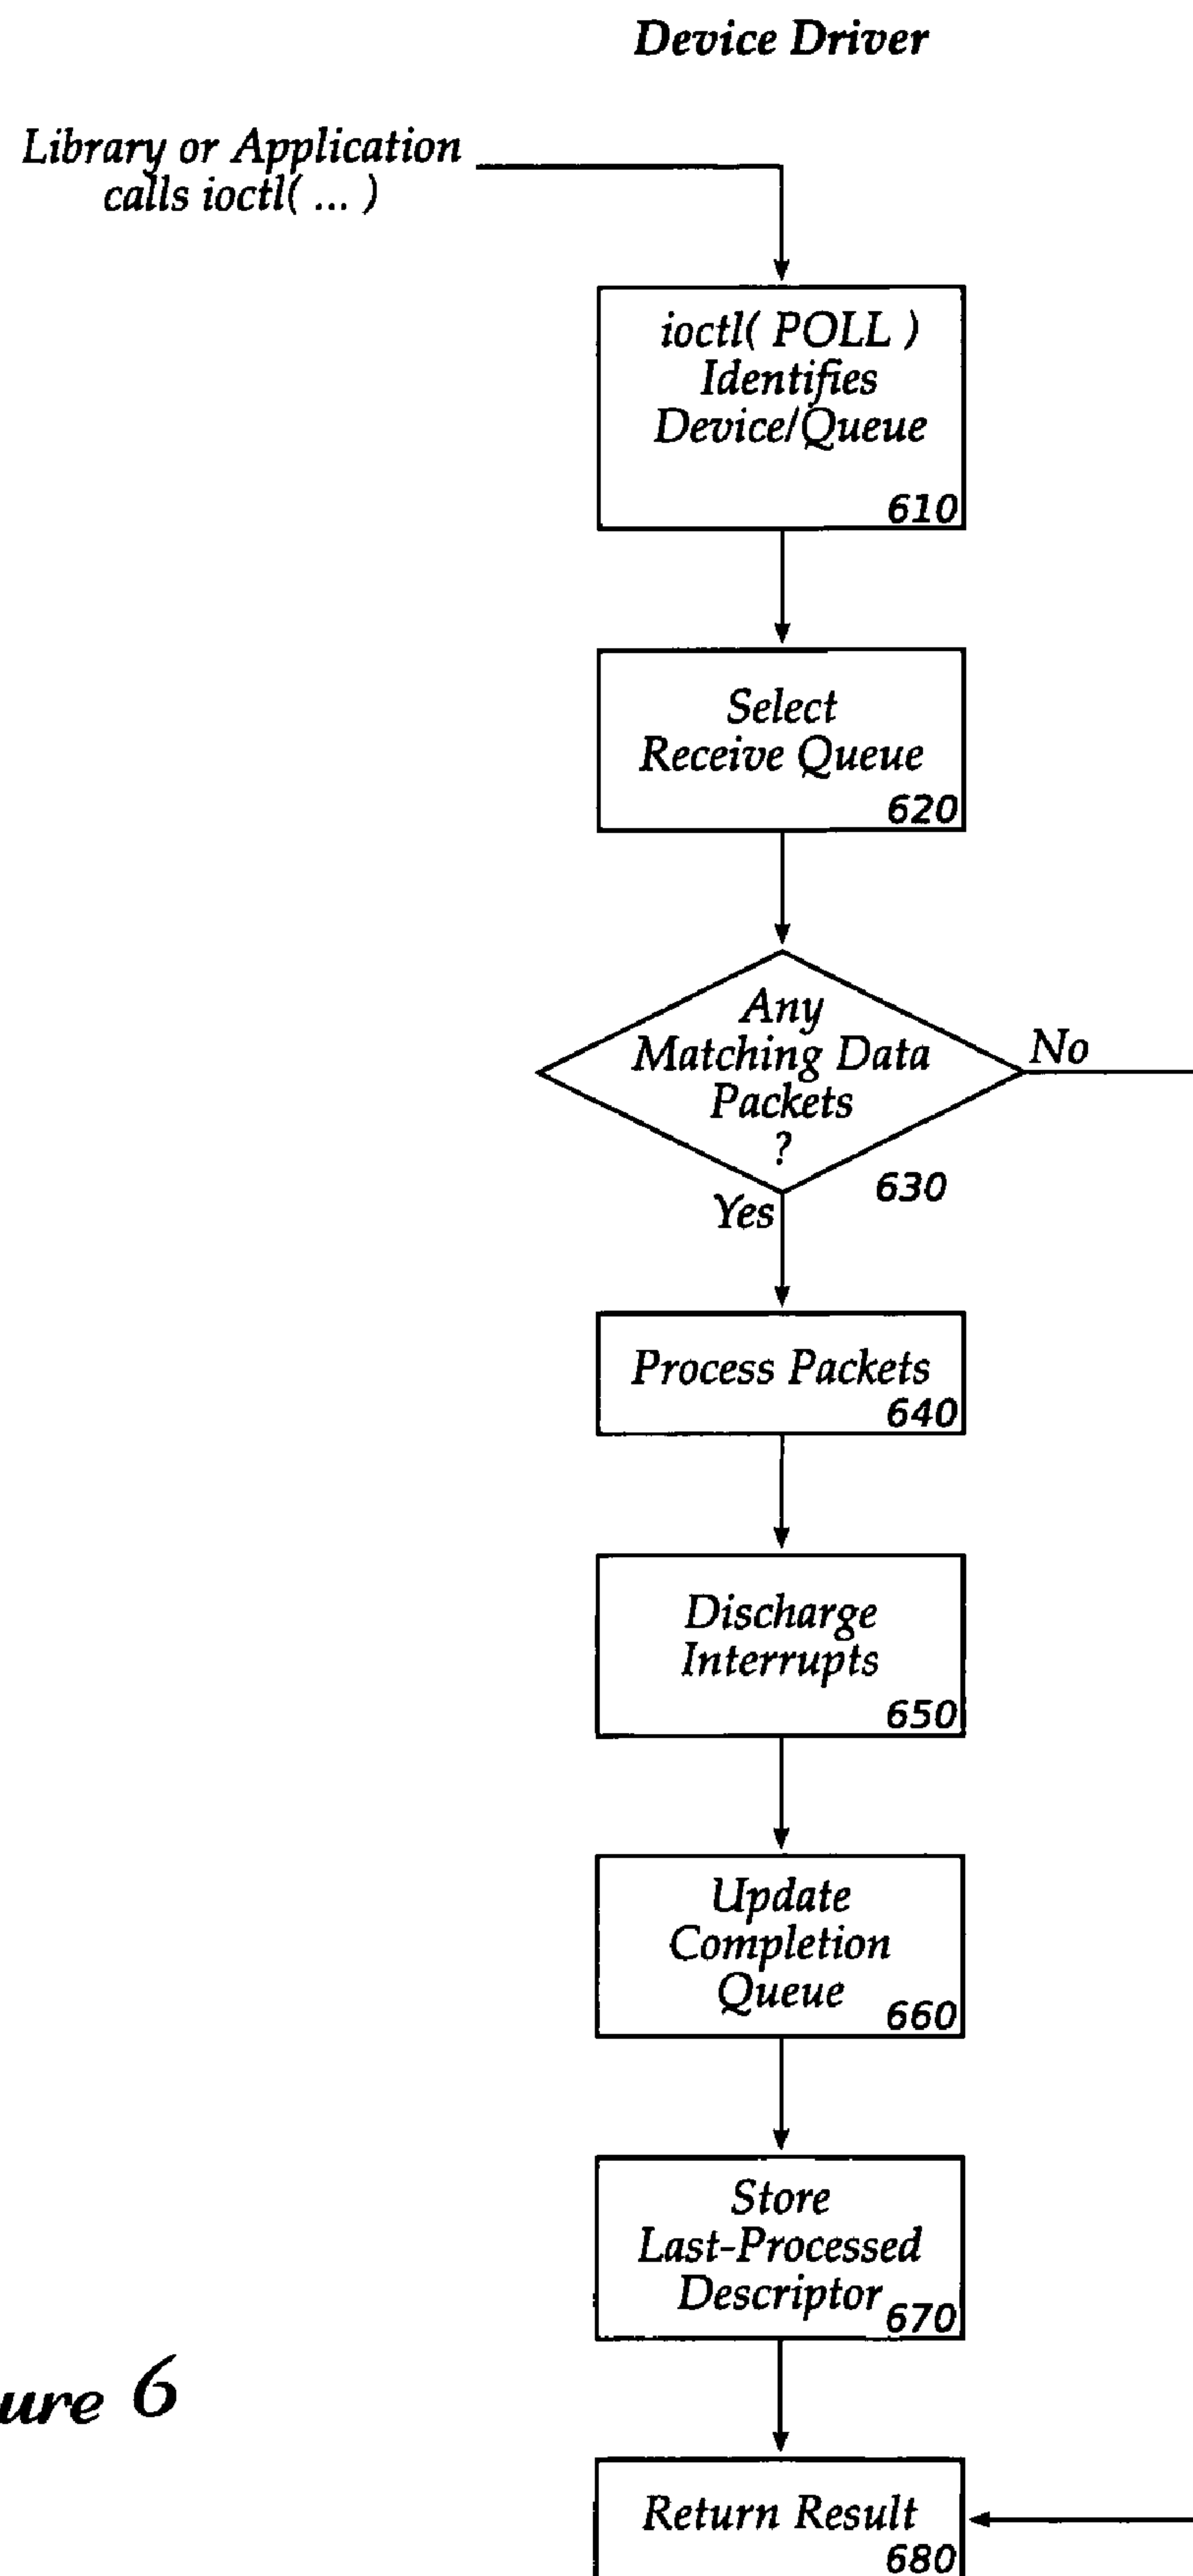 Device Driver
Library or Application
calls ioctl( ... )
ioctl( POLL )
Identifies
Device/Queue
610
Select
Receive Queue
620
Any
Matching Data
Packets
?
No
630
Yes
Process Packets
640
Discharge
Interrupts
650
Update
Completion
Queue
660
Store
Last-Processed
Descriptor
670
ure 6
Return Result
680